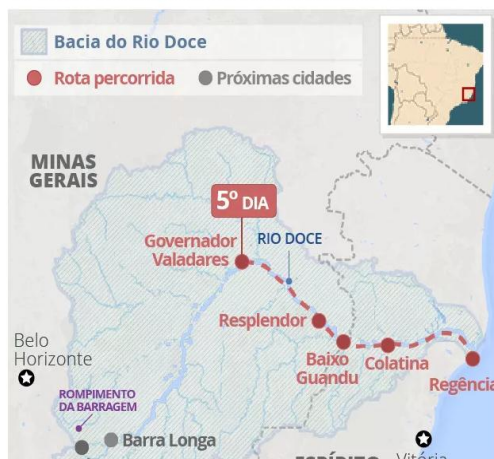 Bacia do Rio Doce
Rota percorrida
Próximas cidades
MINAS
GERAIS
5º DIA
Governador
Valadares
RIO DOCE
Resplendor
Baixo
Guandu
Colatina
Regência
Belo
Horizonte
ROMPIMENTO
DA BARRAGEM
Barra Longa
Vitória